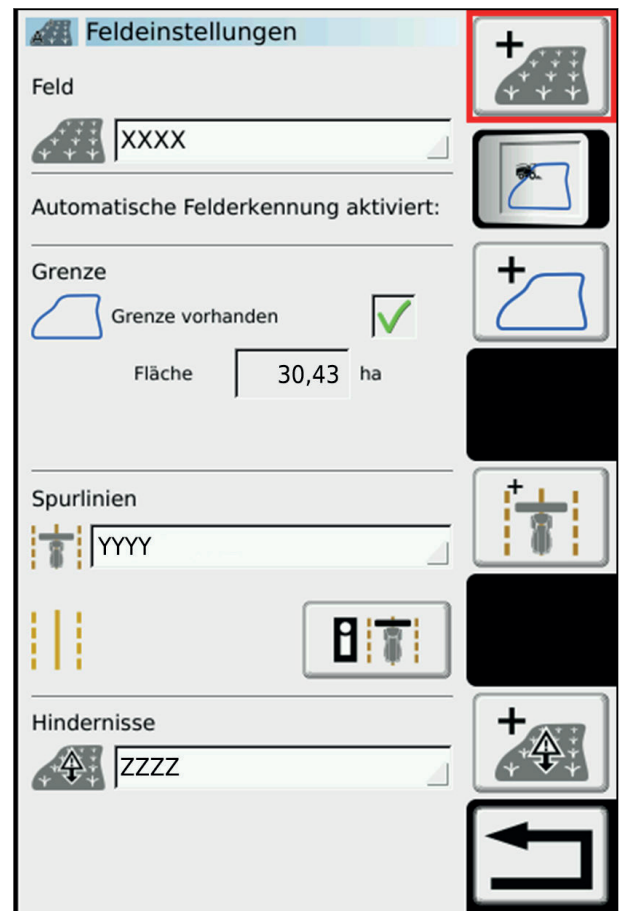 Feldeinstellungen
Feld
XXXX
Automatische Felderkennung aktiviert:
Grenze
Grenze vorhanden
Fläche 30,43 ha
Spurlinien
YYYY
Hindernisse
ZZZZ